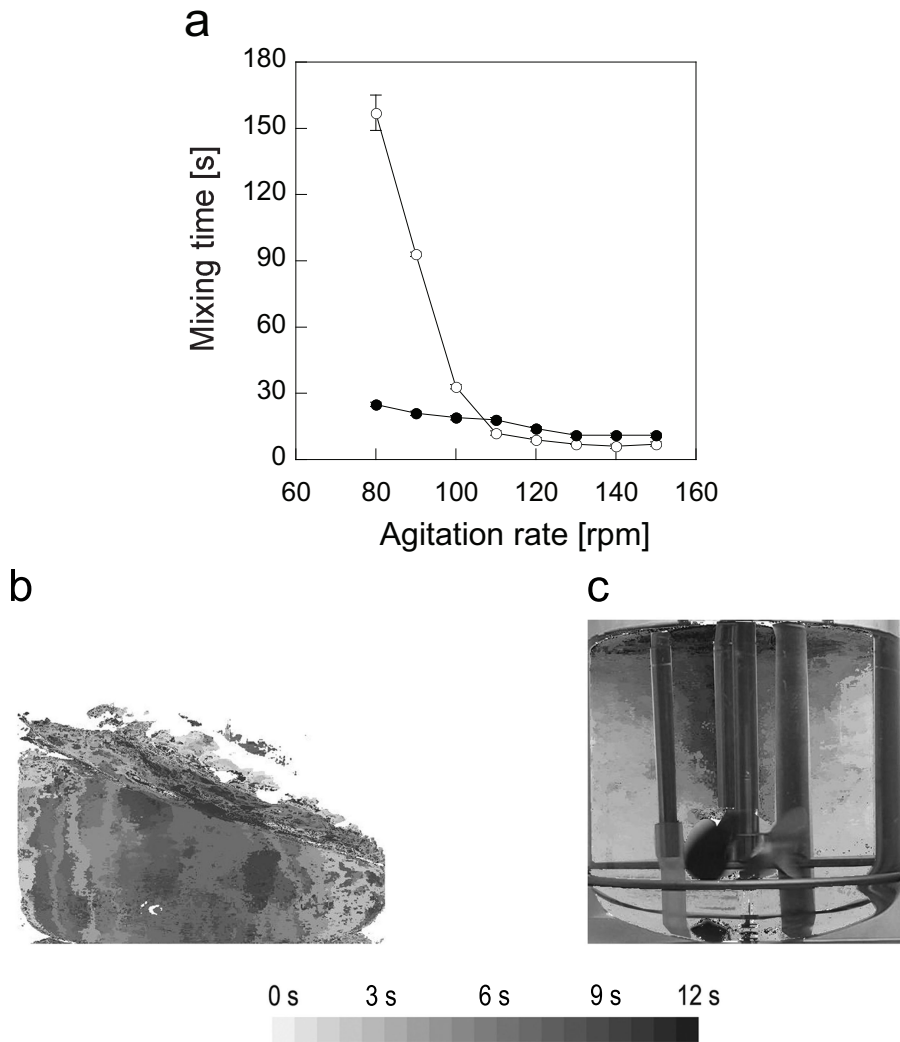 a
180
150
120
90
60
30
0
Mixing time [s]
60 80 100 120 140 160
Agitation rate [rpm]
b
c
0 s 3 s 6 s 9 s 12 s